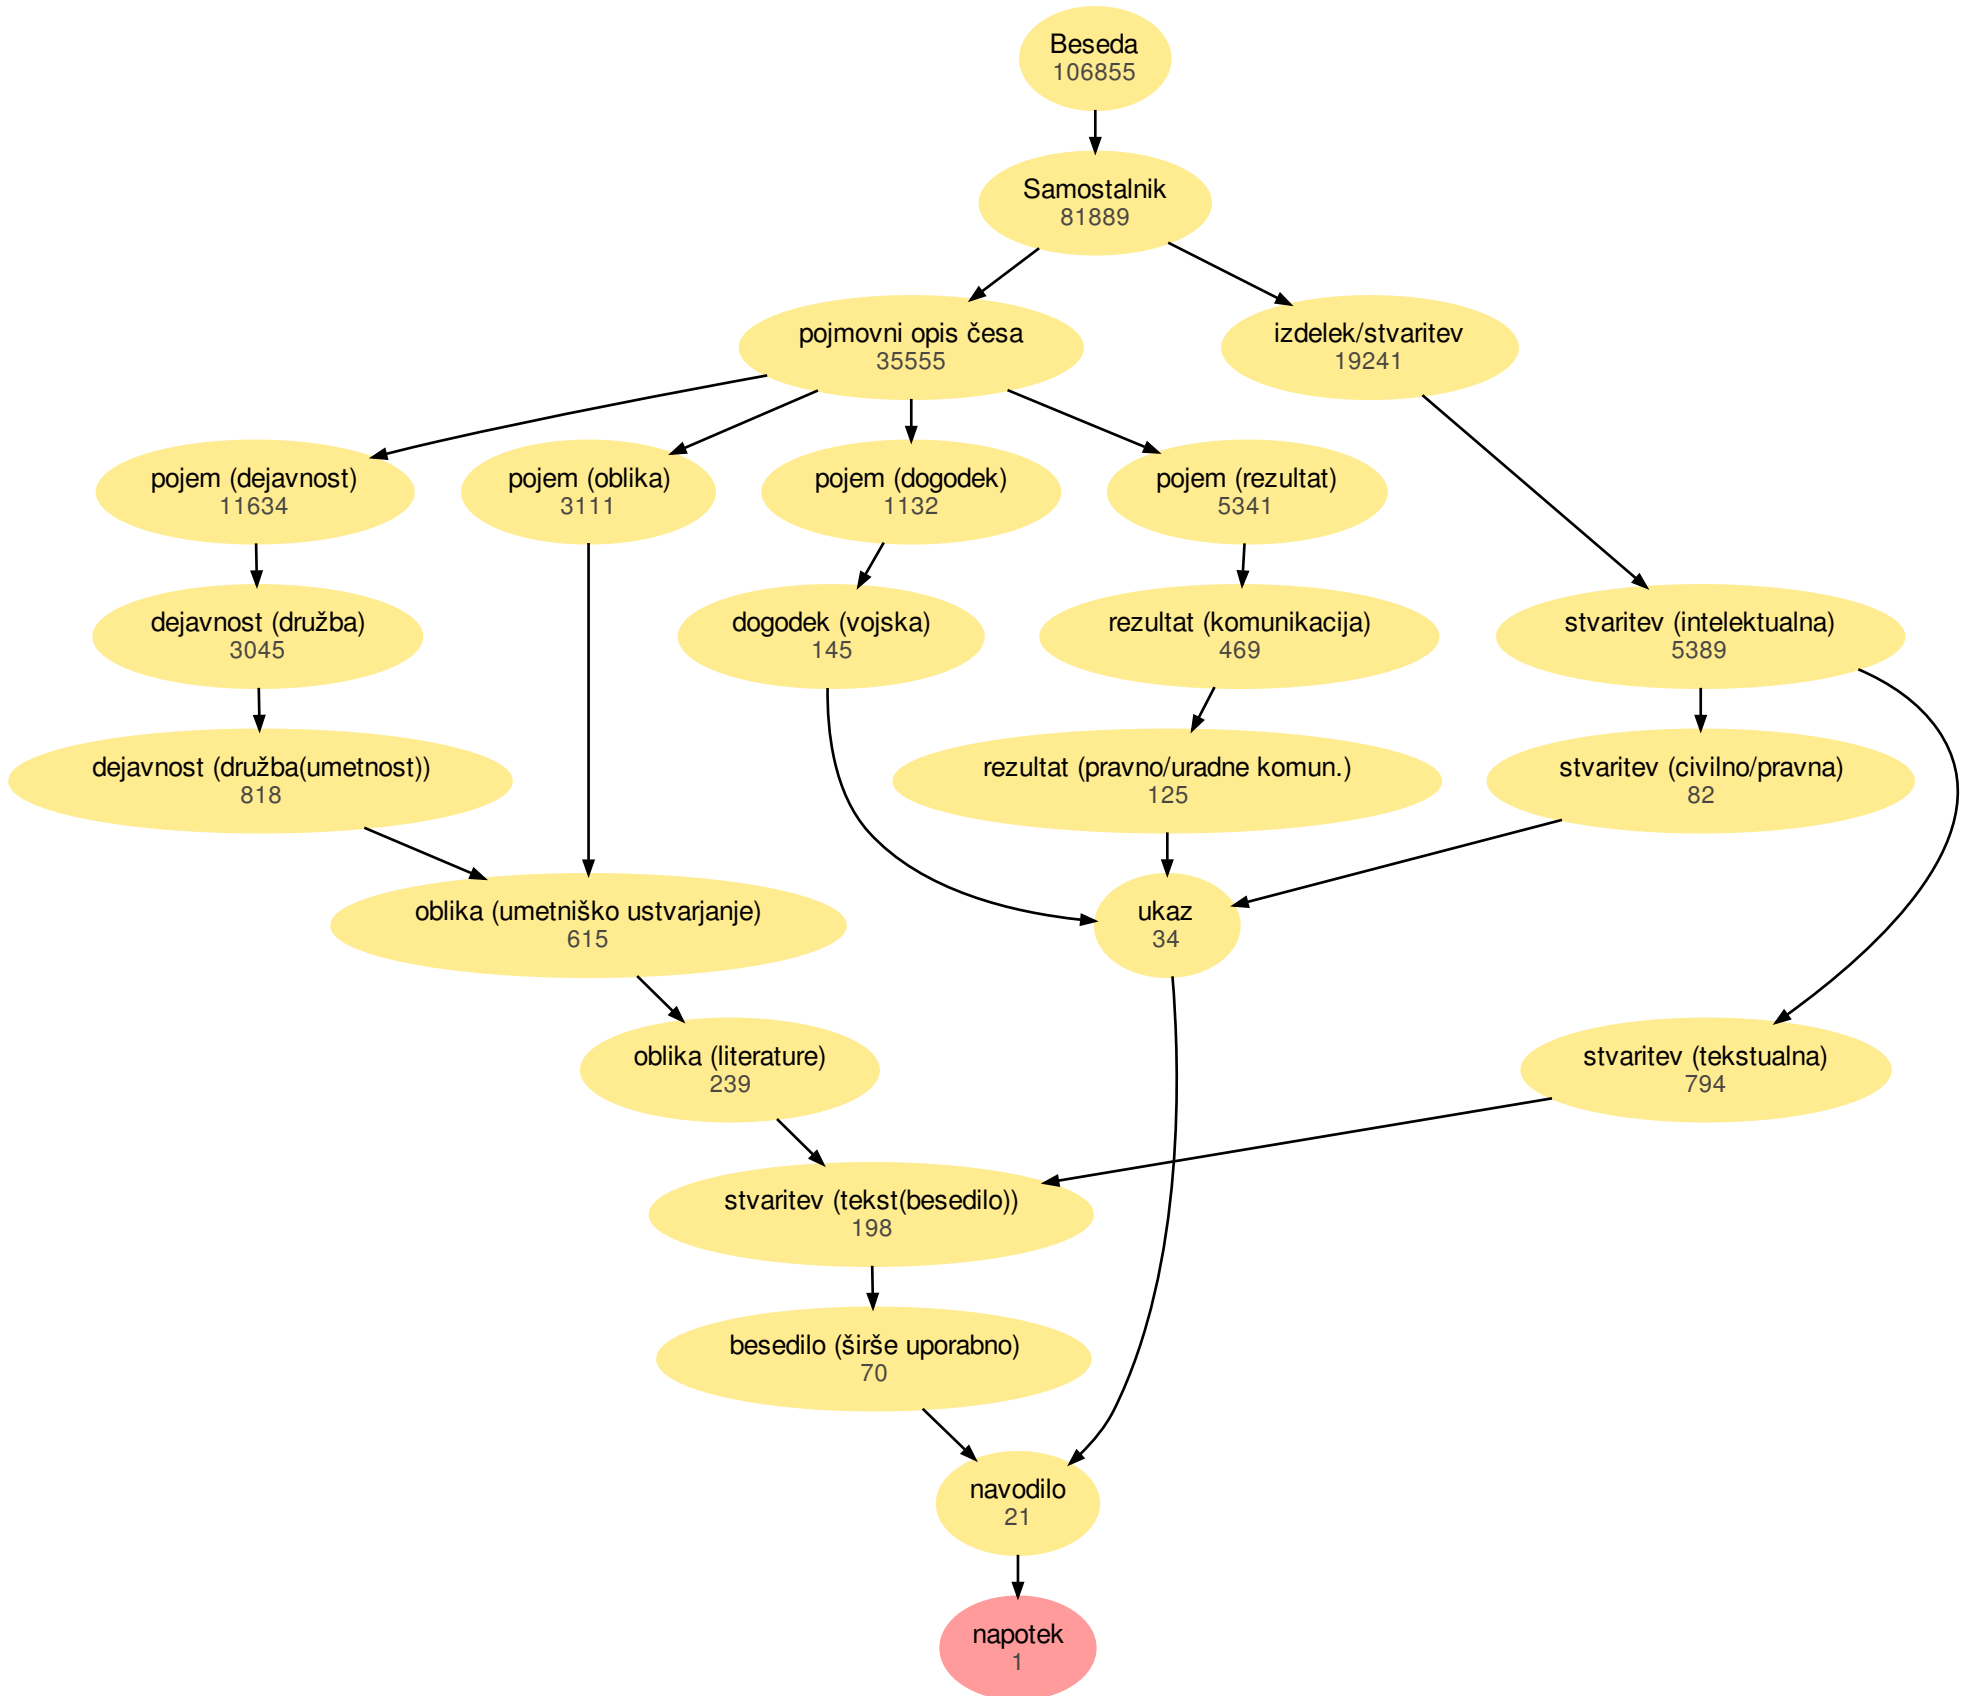 Beseda
106855
Samostalnik
81889
pojmovni opis česa
35555
izdelek/stvaritev
19241
pojem (dejavnost)
11634
pojem (oblika)
3111
pojem (dogodek)
1132
pojem (rezultat)
5341
dejavnost (družba)
3045
dogodek (vojska)
145
rezultat (komunikacija)
469
stvaritev (intelektualna)
5389
dejavnost (družba(umetnost))
818
rezultat (pravno/uradne komun.)
125
stvaritev (civilno/pravna)
82
oblika (umetniško ustvarjanje)
615
ukaz
34
oblika (literature)
239
stvaritev (tekstualna)
794
stvaritev (tekst(besedilo))
198
besedilo (širše uporabno)
70
navodilo
21
napotek
1